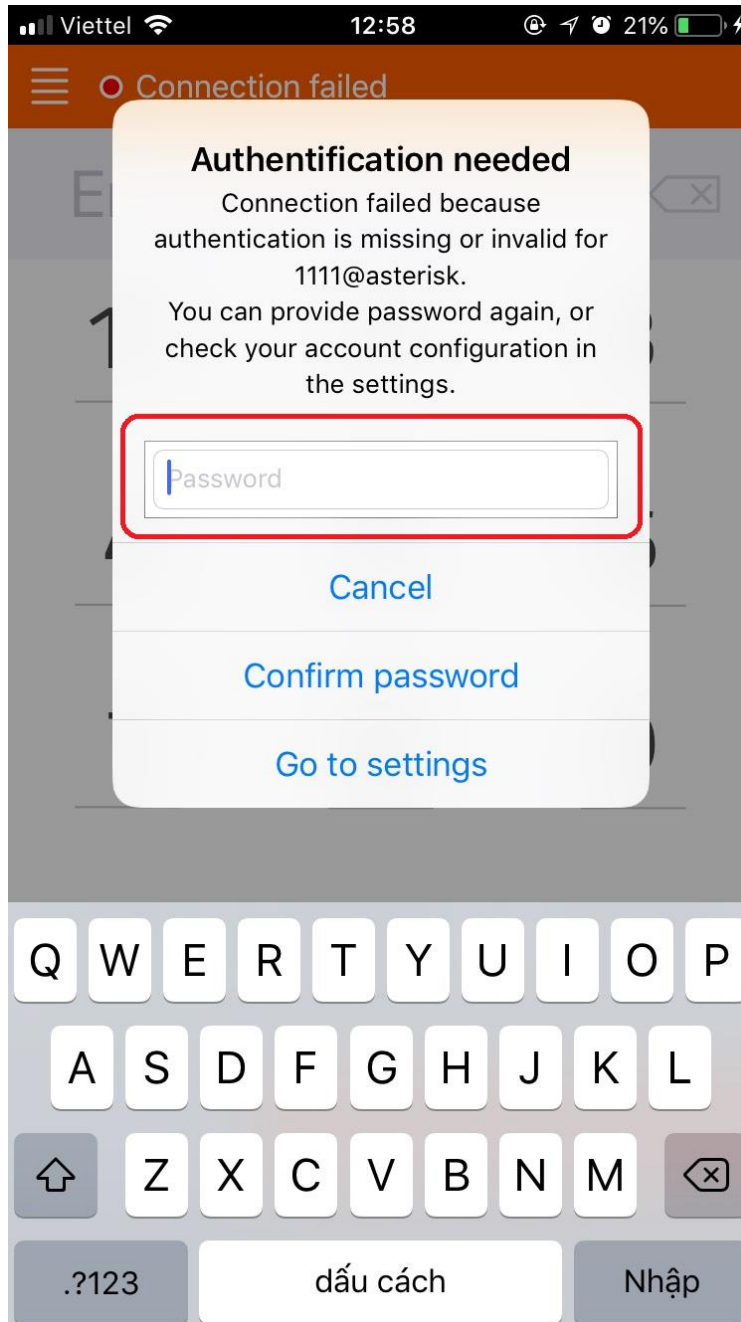 Viettel 12:58 21%
Connection failed
Authentification needed
Connection failed because
authentication is missing or invalid for
1111@asterisk.
You can provide password again, or
check your account configuration in
the settings.
Password
Cancel
Confirm password
Go to settings
Q W E R T Y U I O P
A S D F G H J K L
Z X C V B N M
.?123 dấu cách Nhập